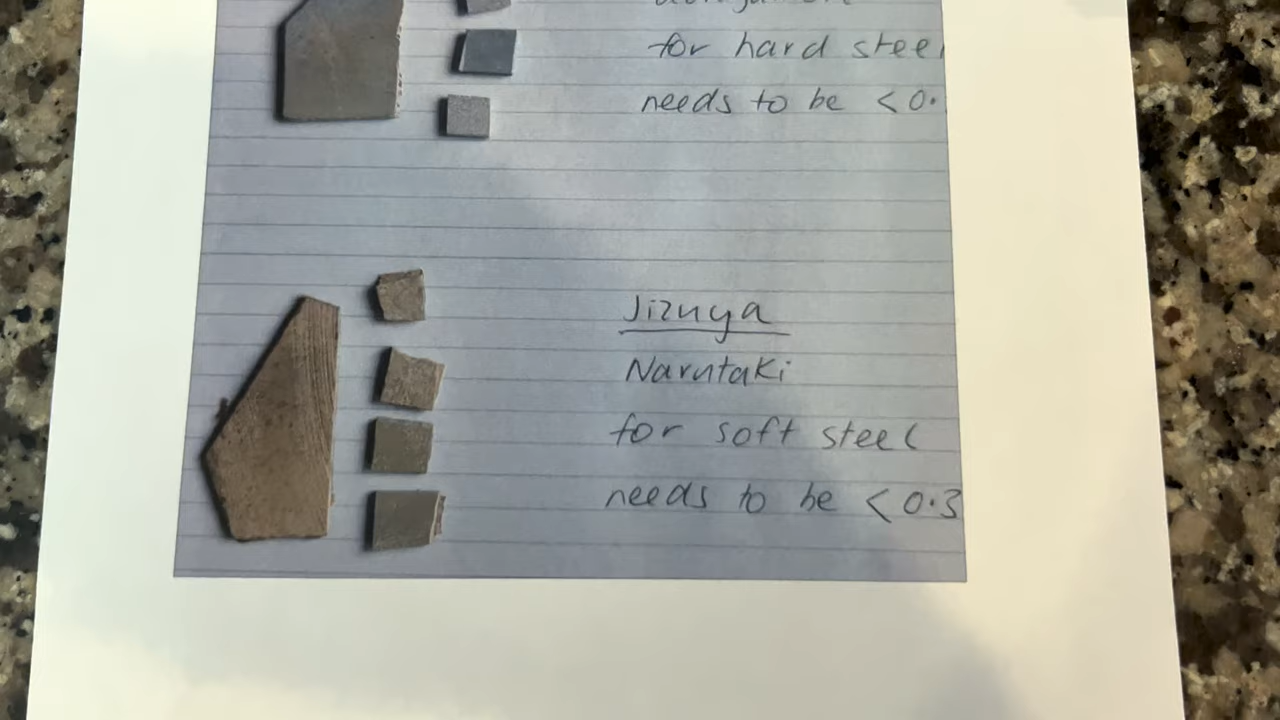 for hard steel
needs to be < 0.
Jizuya
Narutaki
for soft steel
needs to be < 0.3